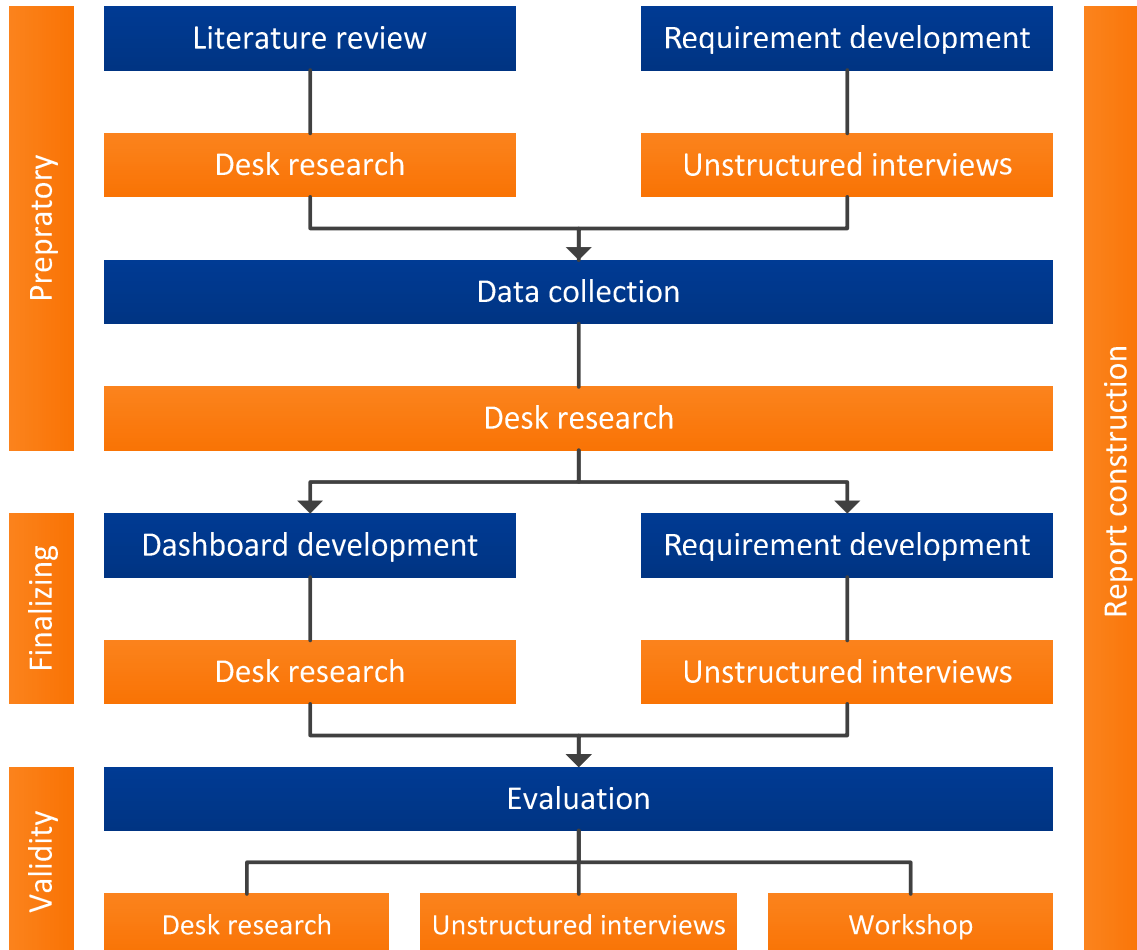 Literature review
Requirement development
Desk research
Unstructured interviews
Prepratory
Data collection
Desk research
Report construction
Dashboard development
Requirement development
Finalizing
Desk research
Unstructured interviews
Evaluation
Validity
Desk research
Unstructured interviews
Workshop